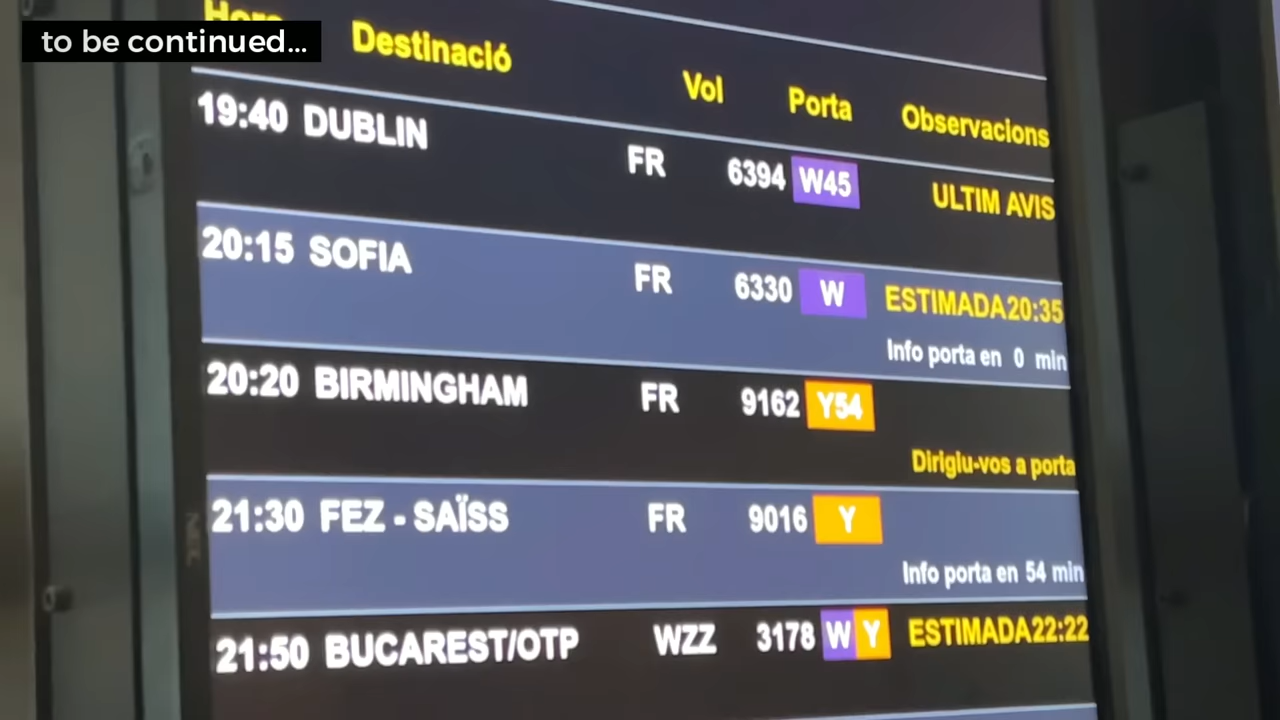 to be continued...
Hora Destinació Vol Porta Observacions
19:40 DUBLIN FR 6394 W45 ULTIM AVIS
20:15 SOFIA FR 6330 W ESTIMADA20:35
Info porta en 0 min
20:20 BIRMINGHAM FR 9162 Y54
Dirigiu-vos a porta
21:30 FEZ - SAÏSS FR 9016 Y
Info porta en 54 min
21:50 BUCAREST/OTP WZZ 3178 W Y ESTIMADA22:22